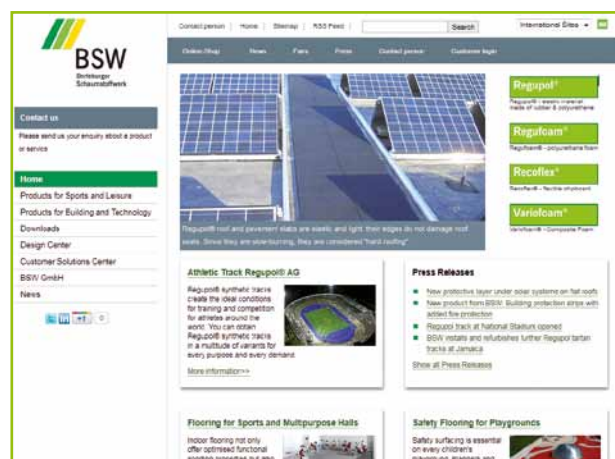 Contact person | Home | Sitemap | RSS Feed | Search
International Sites
BSW
Berleburger
Schaumstoffwerk
Online-Shop News Fairs Press Contact person Customer login
Contact us
Please send us your enquiry about a product
or service
Home
Products for Sports and Leisure
Products for Building and Technology
Downloads
Design Center
Customer Solutions Center
BSW GmbH
News
+1 0
Regupol® roof and pavement slabs are elastic and light, their edges do not damage roof
seals. Since they are slow-burning, they are considered "hard roofing"
Regupol®
Regupol® - elastic material
made of rubber & polyurethane
Regufoam®
Regufoam® - polyurethane foam
Recoflex®
Recoflex® - flexible chipboard
Variofoam®
Variofoam® - Composite Foam
Athletic Track Regupol® AG
Regupol® synthetic tracks
create the ideal conditions
for training and competition
for athletes around the
world. You can obtain
Regupol® synthetic tracks
in a multitude of variants for
every purpose and every demand.
More information>>
Press Releases
New protective layer under solar systems on flat roofs
New product from BSW: Building protection strips with
added fire protection
Regupol track at National Stadium opened
BSW installs and refurbishes further Regupol tartan
tracks at Jamaica
Show all Press Releases
Flooring for Sports and Multipurpose Halls
Indoor flooring not only
offer optimised functional
Safety Flooring for Playgrounds
Safety surfacing is essential
on every children's